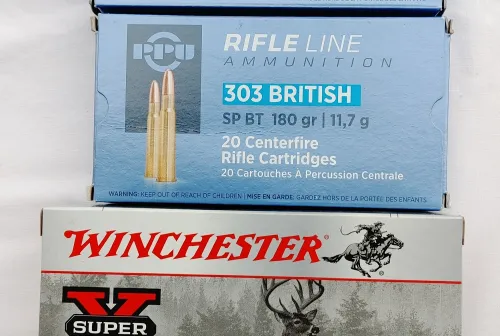 PPU
RIFLE LINE
AMMUNITION
303 BRITISH
SP BT 180 gr | 11,7 g
20 Centerfire
Rifle Cartridges
20 Cartouches À Percussion Centrale
WARNING: KEEP OUT OF REACH OF CHILDREN | MISE EN GARDE: GARDEZ HORS DE LA PORTÉE DES ENFANTS
WINCHESTER
X
SUPER